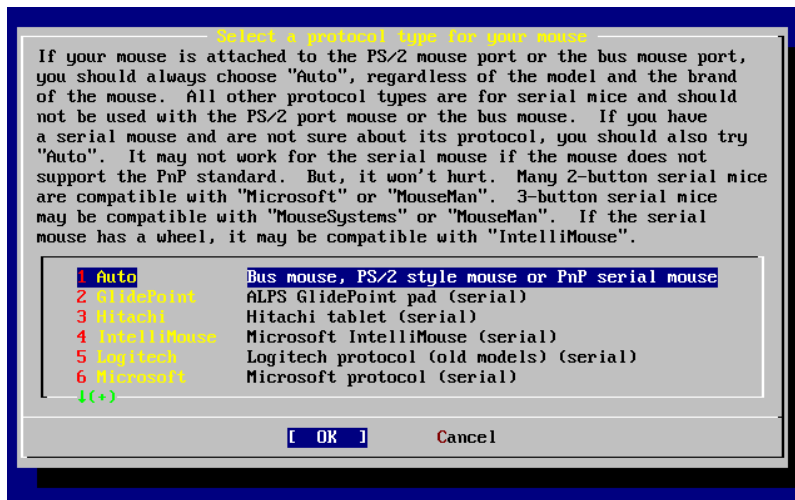 Select a protocol type for your mouse
If your mouse is attached to the PS/2 mouse port or the bus mouse port,
you should always choose "Auto", regardless of the model and the brand
of the mouse.  All other protocol types are for serial mice and should
not be used with the PS/2 port mouse or the bus mouse.  If you have
a serial mouse and are not sure about its protocol, you should also try
"Auto".  It may not work for the serial mouse if the mouse does not
support the PnP standard.  But, it won't hurt.  Many 2-button serial mice
are compatible with "Microsoft" or "MouseMan".  3-button serial mice
may be compatible with "MouseSystems" or "MouseMan".  If the serial
mouse has a wheel, it may be compatible with "IntelliMouse".
1 Auto Bus mouse, PS/2 style mouse or PnP serial mouse
2 GlidePoint ALPS GlidePoint pad (serial)
3 Hitachi Hitachi tablet (serial)
4 IntelliMouse Microsoft IntelliMouse (serial)
5 Logitech Logitech protocol (old models) (serial)
6 Microsoft Microsoft protocol (serial)
↓(+)
[ OK ] Cancel